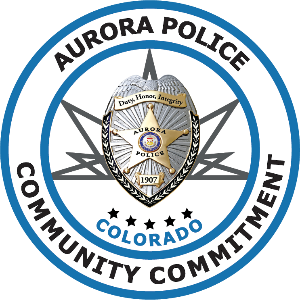 AURORA POLICE
Duty, Honor, Integrity
AURORA
POLICE
1907
COLORADO
COMMUNITY COMMITMENT